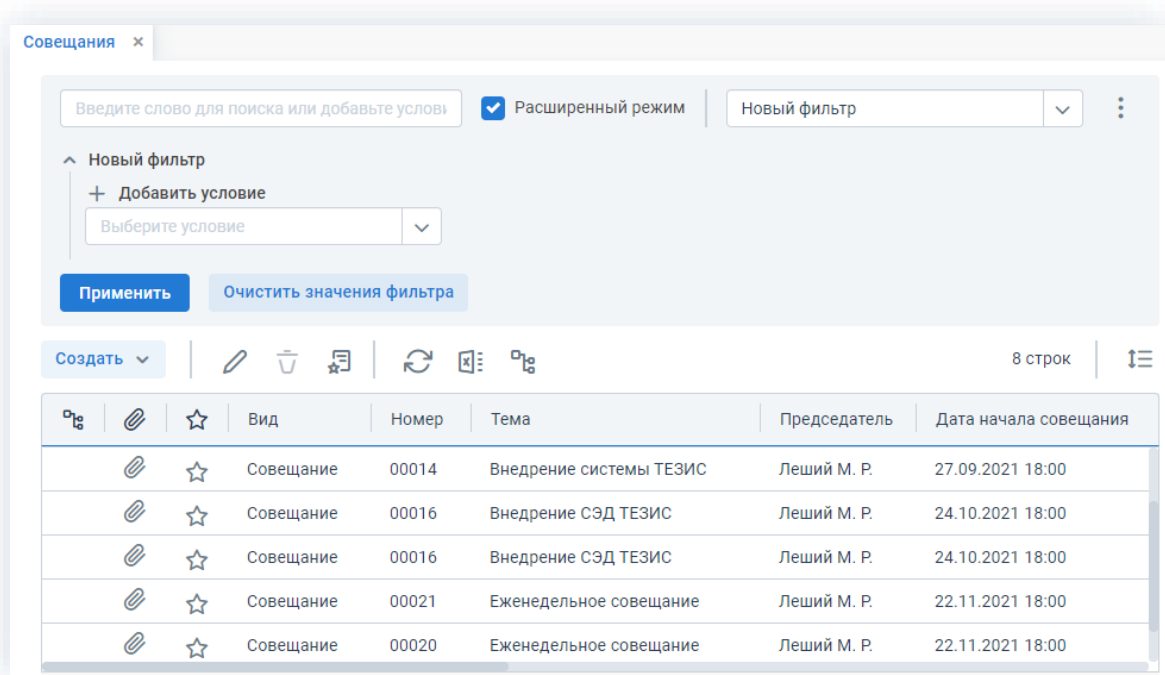 Совещания ×
Введите слово для поиска или добавьте услови Расширенный режим Новый фильтр
Новый фильтр
+ Добавить условие
Выберите условие
Применить Очистить значения фильтра
Создать 8 строк
Вид Номер Тема Председатель Дата начала совещания
Совещание 00014 Внедрение системы ТЕЗИС Леший М. Р. 27.09.2021 18:00
Совещание 00016 Внедрение СЭД ТЕЗИС Леший М. Р. 24.10.2021 18:00
Совещание 00016 Внедрение СЭД ТЕЗИС Леший М. Р. 24.10.2021 18:00
Совещание 00021 Еженедельное совещание Леший М. Р. 22.11.2021 18:00
Совещание 00020 Еженедельное совещание Леший М. Р. 22.11.2021 18:00